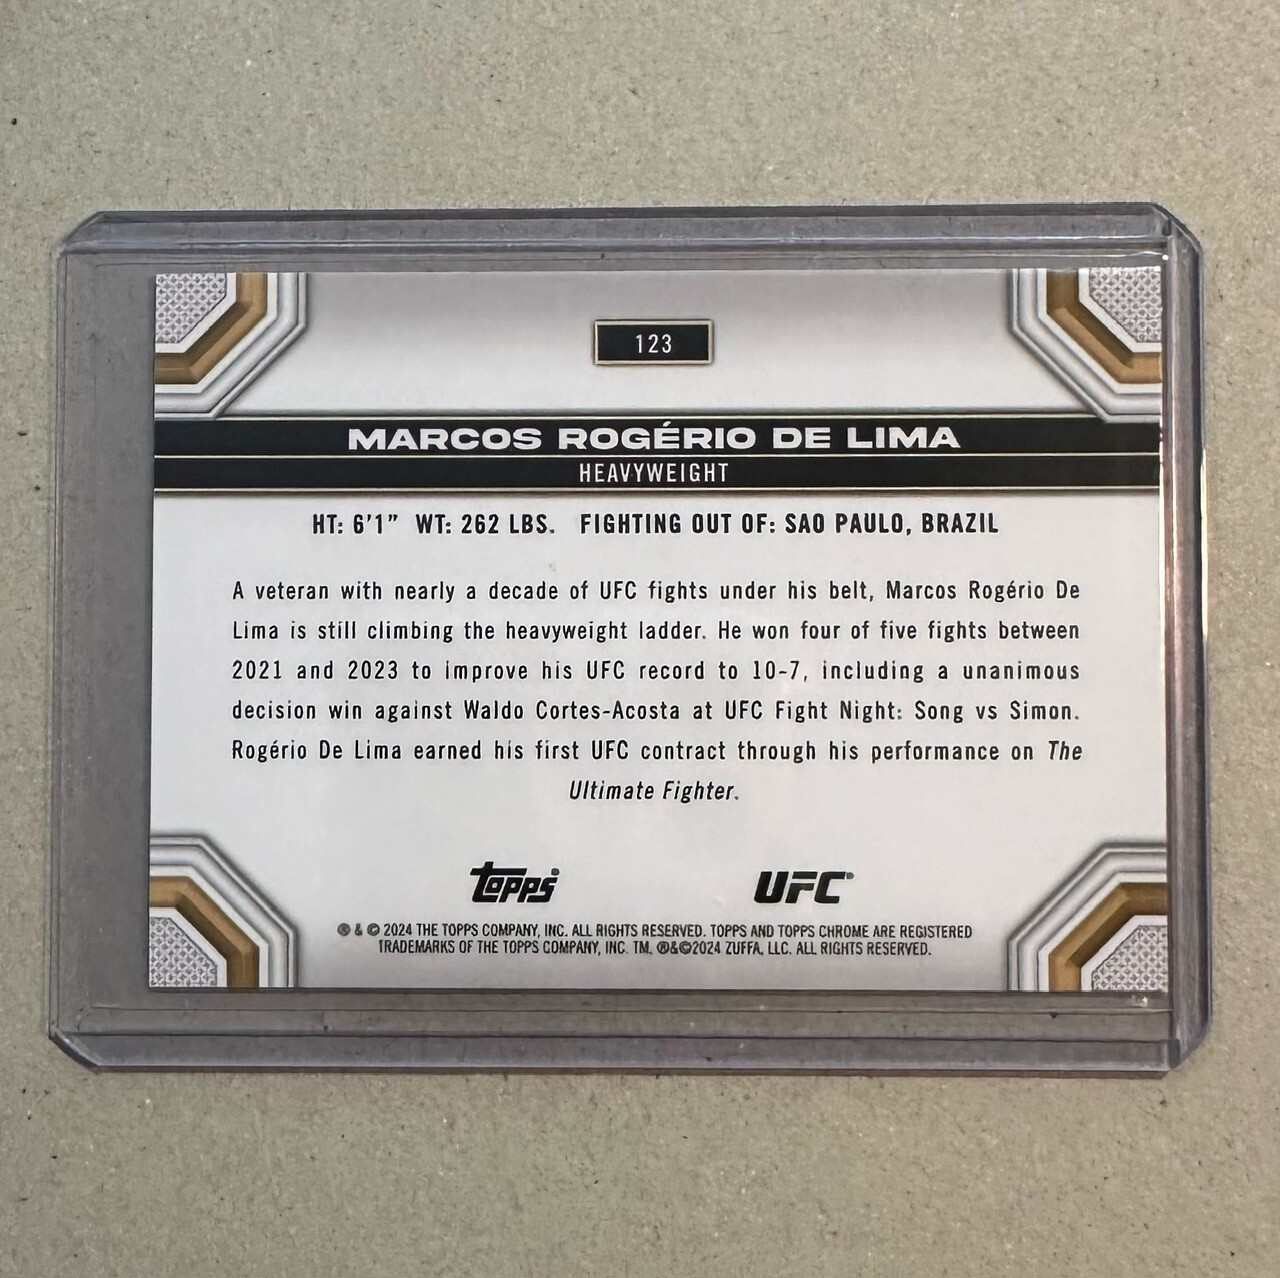 123
MARCOS ROGÉRIO DE LIMA
HEAVYWEIGHT
HT: 6'1" WT: 262 LBS. FIGHTING OUT OF: SAO PAULO, BRAZIL
A veteran with nearly a decade of UFC fights under his belt, Marcos Rogério De
Lima is still climbing the heavyweight ladder. He won four of five fights between
2021 and 2023 to improve his UFC record to 10-7, including a unanimous
decision win against Waldo Cortes-Acosta at UFC Fight Night: Song vs Simon.
Rogério De Lima earned his first UFC contract through his performance on The
Ultimate Fighter.
topps® UFC®
® & © 2024 THE TOPPS COMPANY, INC. ALL RIGHTS RESERVED. TOPPS AND TOPPS CHROME ARE REGISTERED
TRADEMARKS OF THE TOPPS COMPANY, INC. TM, ®&©2024 ZUFFA, LLC. ALL RIGHTS RESERVED.